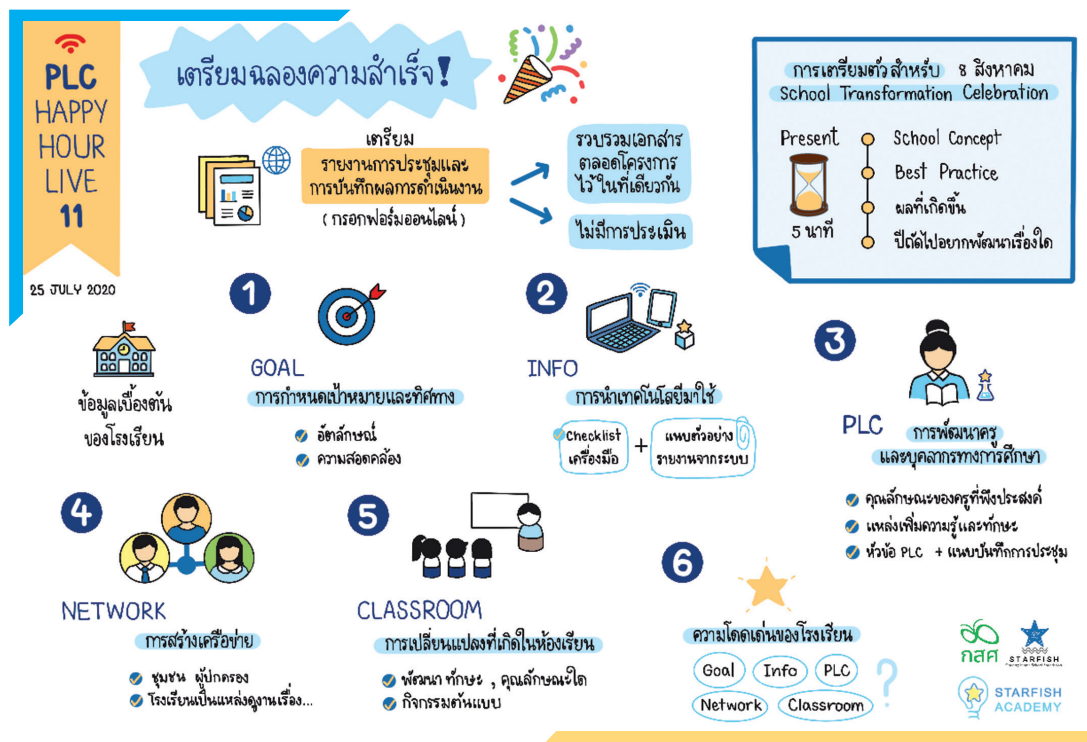 PLC
HAPPY
HOUR
LIVE
11
25 JULY 2020
เตรียมฉลองความสำเร็จ!
เตรียม
รายงานการประชุมและ
การบันทึกผลการดำเนินงาน
(กรอกฟอร์มออนไลน์)
รวบรวมเอกสาร
ตลอดโครงการ
ไว้ในที่เดียวกัน
ไม่มีการประเมิน
การเตรียมตัวสำหรับ 8 สิงหาคม
School Transformation Celebration
Present
5 นาที
School Concept
Best Practice
ผลที่เกิดขึ้น
ปีถัดไปอยากพัฒนาเรื่องใด
ข้อมูลเบื้องต้น
ของโรงเรียน
1
GOAL
การกำหนดเป้าหมายและทิศทาง
อัตลักษณ์
ความสอดคล้อง
2
INFO
การนำเทคโนโลยีมาใช้
Checklist
เครื่องมือ
+
แนบตัวอย่าง
รายงานจากระบบ
3
PLC
การพัฒนาครู
และบุคลากรทางการศึกษา
คุณลักษณะของครูที่พึงประสงค์
แหล่งเพิ่มความรู้และทักษะ
หัวข้อ PLC + แนบบันทึกการประชุม
4
NETWORK
การสร้างเครือข่าย
ชุมชน ผู้ปกครอง
โรงเรียนเป็นแหล่งดูงานเรื่อง...
5
CLASSROOM
การเปลี่ยนแปลงที่เกิดในห้องเรียน
พัฒนา ทักษะ , คุณลักษณะใด
กิจกรรมต้นแบบ
6
ความโดดเด่นของโรงเรียน
Goal Info PLC
Network Classroom
?
กสศ
STARFISH
STARFISH
ACADEMY